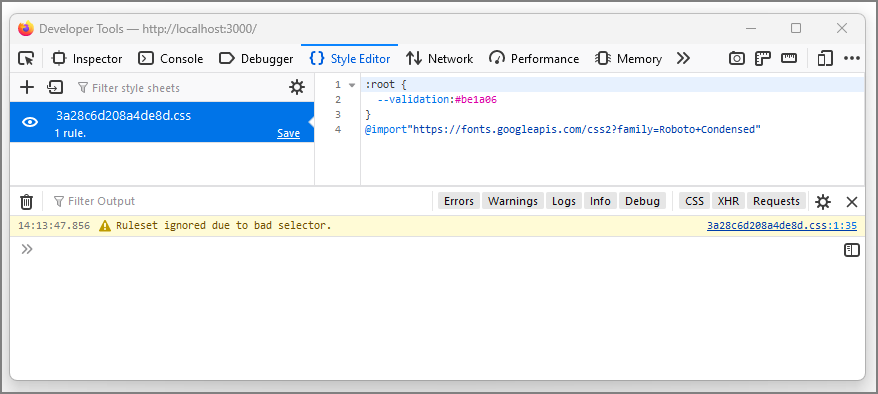 Developer Tools — http://localhost:3000/
Inspector Console Debugger Style Editor Network Performance Memory
Filter style sheets
3a28c6d208a4de8d.css
1 rule. Save
1 :root {
2 --validation:#be1a06
3 }
4 @import"https://fonts.googleapis.com/css2?family=Roboto+Condensed"
Filter Output Errors Warnings Logs Info Debug CSS XHR Requests
14:13:47.856 Ruleset ignored due to bad selector. 3a28c6d208a4de8d.css:1:35